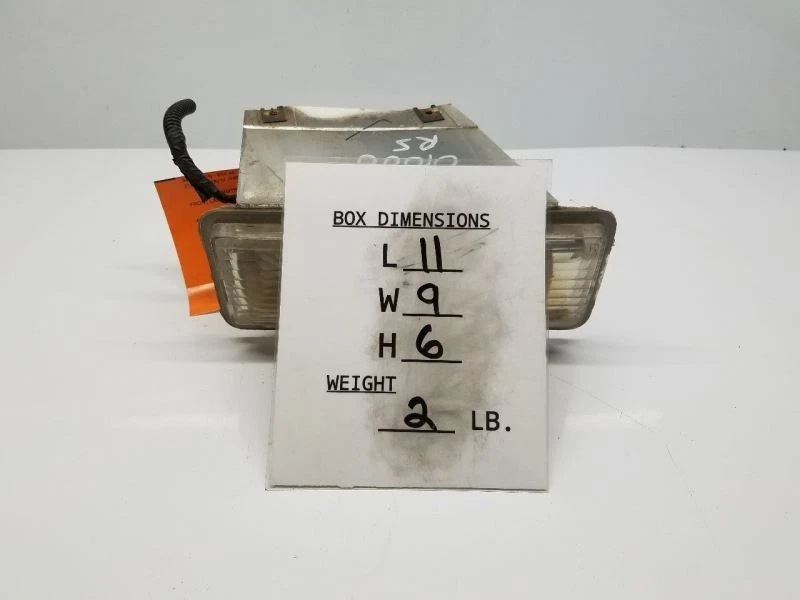 RS
BOX DIMENSIONS
L 11
W 9
H 6
WEIGHT
2 LB.